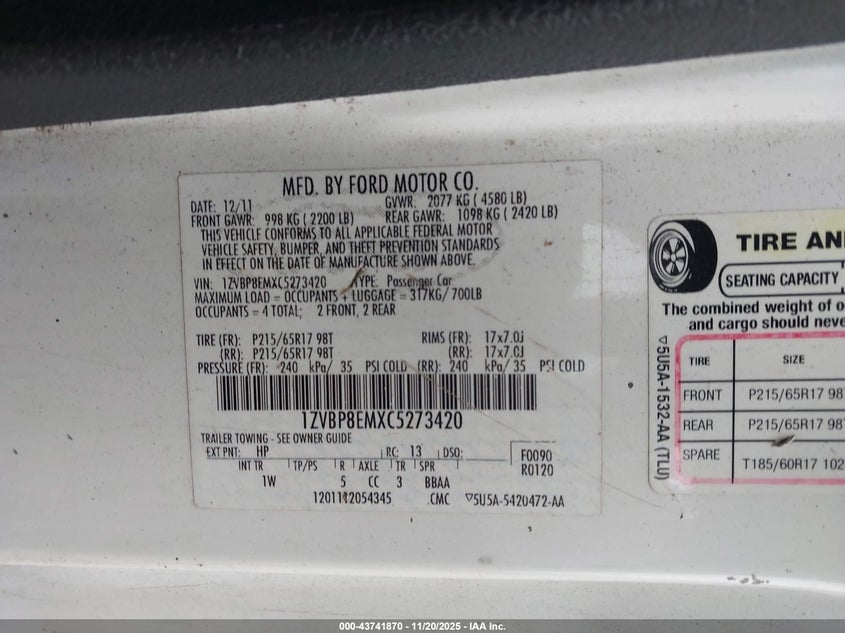 MFD. BY FORD MOTOR CO.
DATE: 12/11 GVWR: 2077 KG ( 4580 LB)
FRONT GAWR: 998 KG ( 2200 LB) REAR GAWR: 1098 KG ( 2420 LB)
THIS VEHICLE CONFORMS TO ALL APPLICABLE FEDERAL MOTOR
VEHICLE SAFETY, BUMPER, AND THEFT PREVENTION STANDARDS
IN EFFECT ON THE DATE OF MANUFACTURE SHOWN ABOVE.
VIN: 1ZVBP8EMXC5273420 TYPE: Passenger Car
MAXIMUM LOAD = OCCUPANTS + LUGGAGE = 317KG/ 700LB
OCCUPANTS = 4 TOTAL; 2 FRONT, 2 REAR
TIRE (FR): P215/65R17 98T RIMS (FR): 17x7.0J
(RR): P215/65R17 98T (RR): 17x7.0J
PRESSURE (FR): 240 kPa/ 35 PSI COLD (RR): 240 kPa/ 35 PSI COLD
1ZVBP8EMXC5273420
TRAILER TOWING - SEE OWNER GUIDE
EXT PNT: HP RC: 13 DSO: F0090
R0120
INT TR TP/PS R AXLE TR SPR
1W 5 CC 3 BBAA
1201112054345 .CMC ▽5U5A-5420472-AA
TIRE AN
SEATING CAPACITY
The combined weight of o
and cargo should neve
▽5U5A-1532-AA (TLU)
TIRE SIZE
FRONT P215/65R17 98T
REAR P215/65R17 98T
SPARE T185/60R17 102
000-43741870 - 11/20/2025 - IAA Inc.